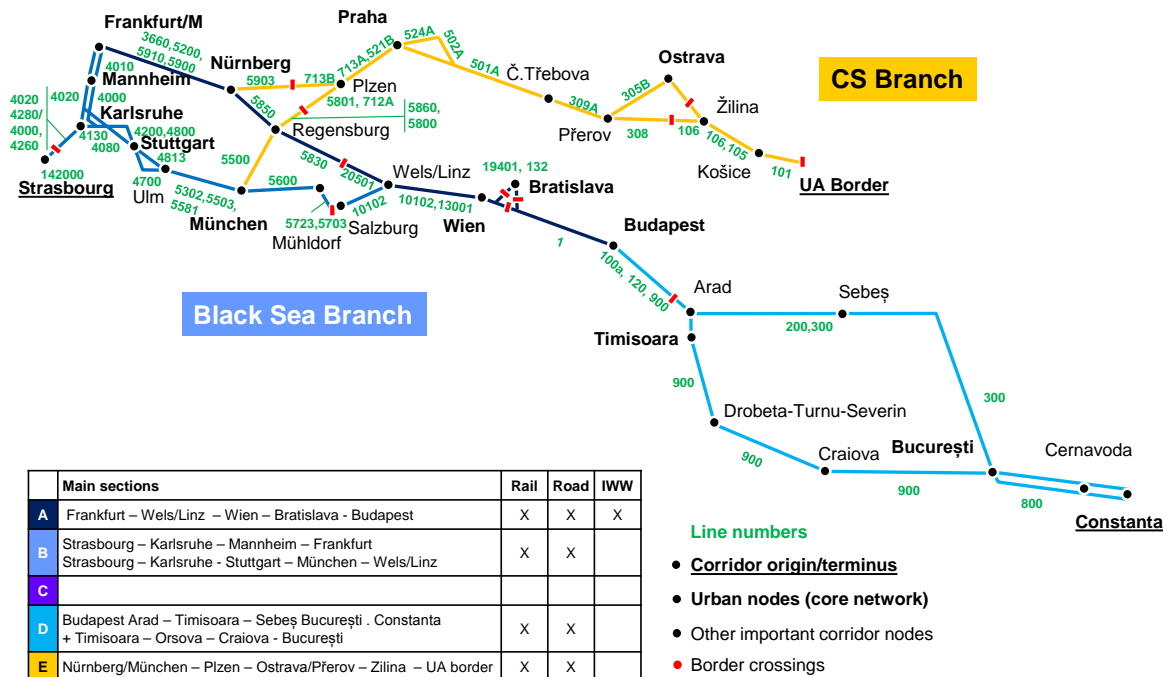 Frankfurt/M
3660,5200,
5910,5900
4010
Mannheim
4020
4280/
4000,
4260
4020
4000
Karlsruhe
4130
4080
4200,4800
Stuttgart
4813
142000
Strasbourg
4700
Ulm
5302,5503,
5581
München
Nürnberg
5903
713B
5850
Regensburg
5500
5600
5723,5703
Mühldorf
Salzburg
10102
5830
20501
Wels/Linz
10102,13001
Wien
19401, 132
Bratislava
1
Praha
713A,521B
524A
502A
501A
Plzen
5801, 712A
5860,
5800
Č.Třebova
309A
Přerov
305B
Ostrava
308
106
Žilina
106,105
Košice
101
UA Border
CS Branch
Black Sea Branch
Budapest
100a, 120, 900
Arad
Sebeș
200,300
Timisoara
900
300
Drobeta-Turnu-Severin
900
Craiova
900
București
Cernavoda
800
Constanta
Main sections Rail Road IWW
A Frankfurt – Wels/Linz – Wien – Bratislava - Budapest X X X
B Strasbourg – Karlsruhe – Mannheim – Frankfurt
Strasbourg – Karlsruhe - Stuttgart – München – Wels/Linz X X
C
D Budapest Arad – Timisoara – Sebeș București . Constanta
+ Timisoara – Orsova – Craiova - București X X
E Nürnberg/München – Plzen – Ostrava/Přerov – Zilina – UA border X X
Line numbers
Corridor origin/terminus
Urban nodes (core network)
Other important corridor nodes
Border crossings